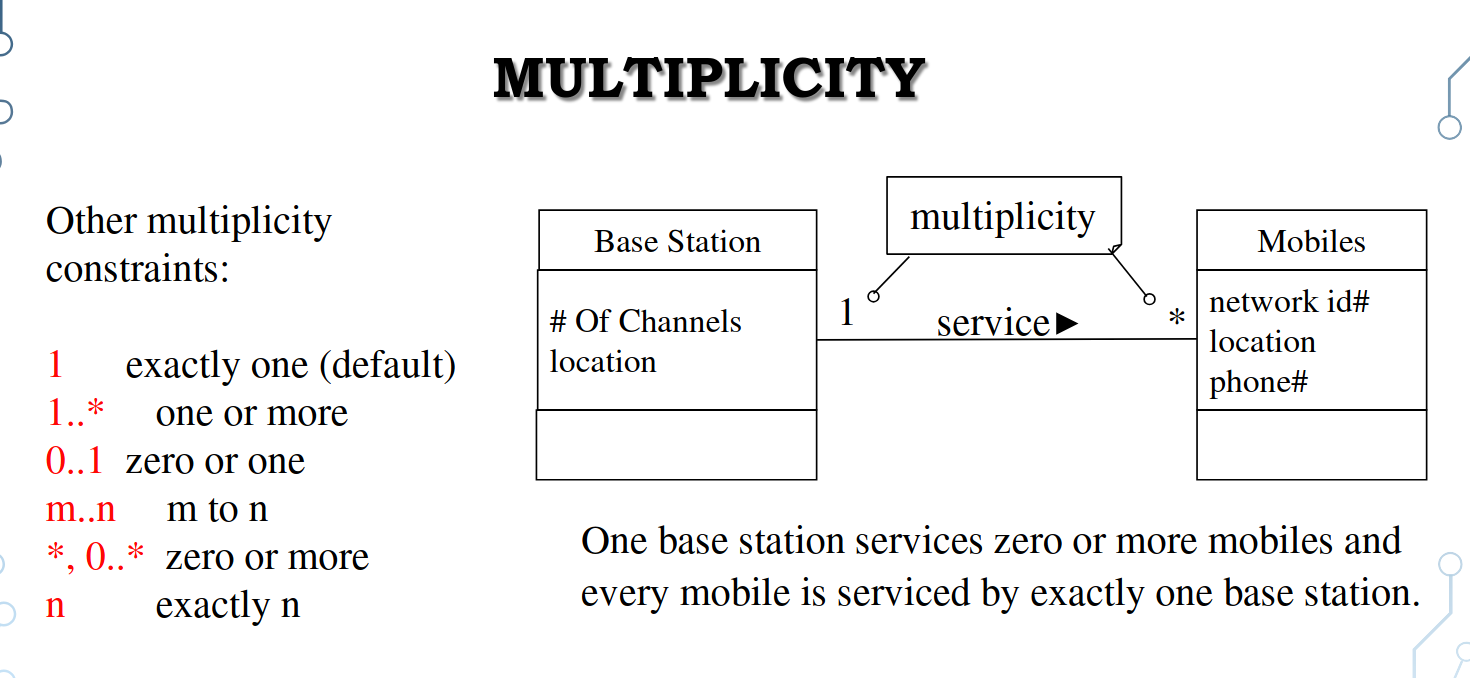 MULTIPLICITY
Other multiplicity
constraints:
1 exactly one (default)
1..* one or more
0..1 zero or one
m..n m to n
*, 0..* zero or more
n exactly n
Base Station
# Of Channels
location
multiplicity
1
service►
*
Mobiles
network id#
location
phone#
One base station services zero or more mobiles and
every mobile is serviced by exactly one base station.